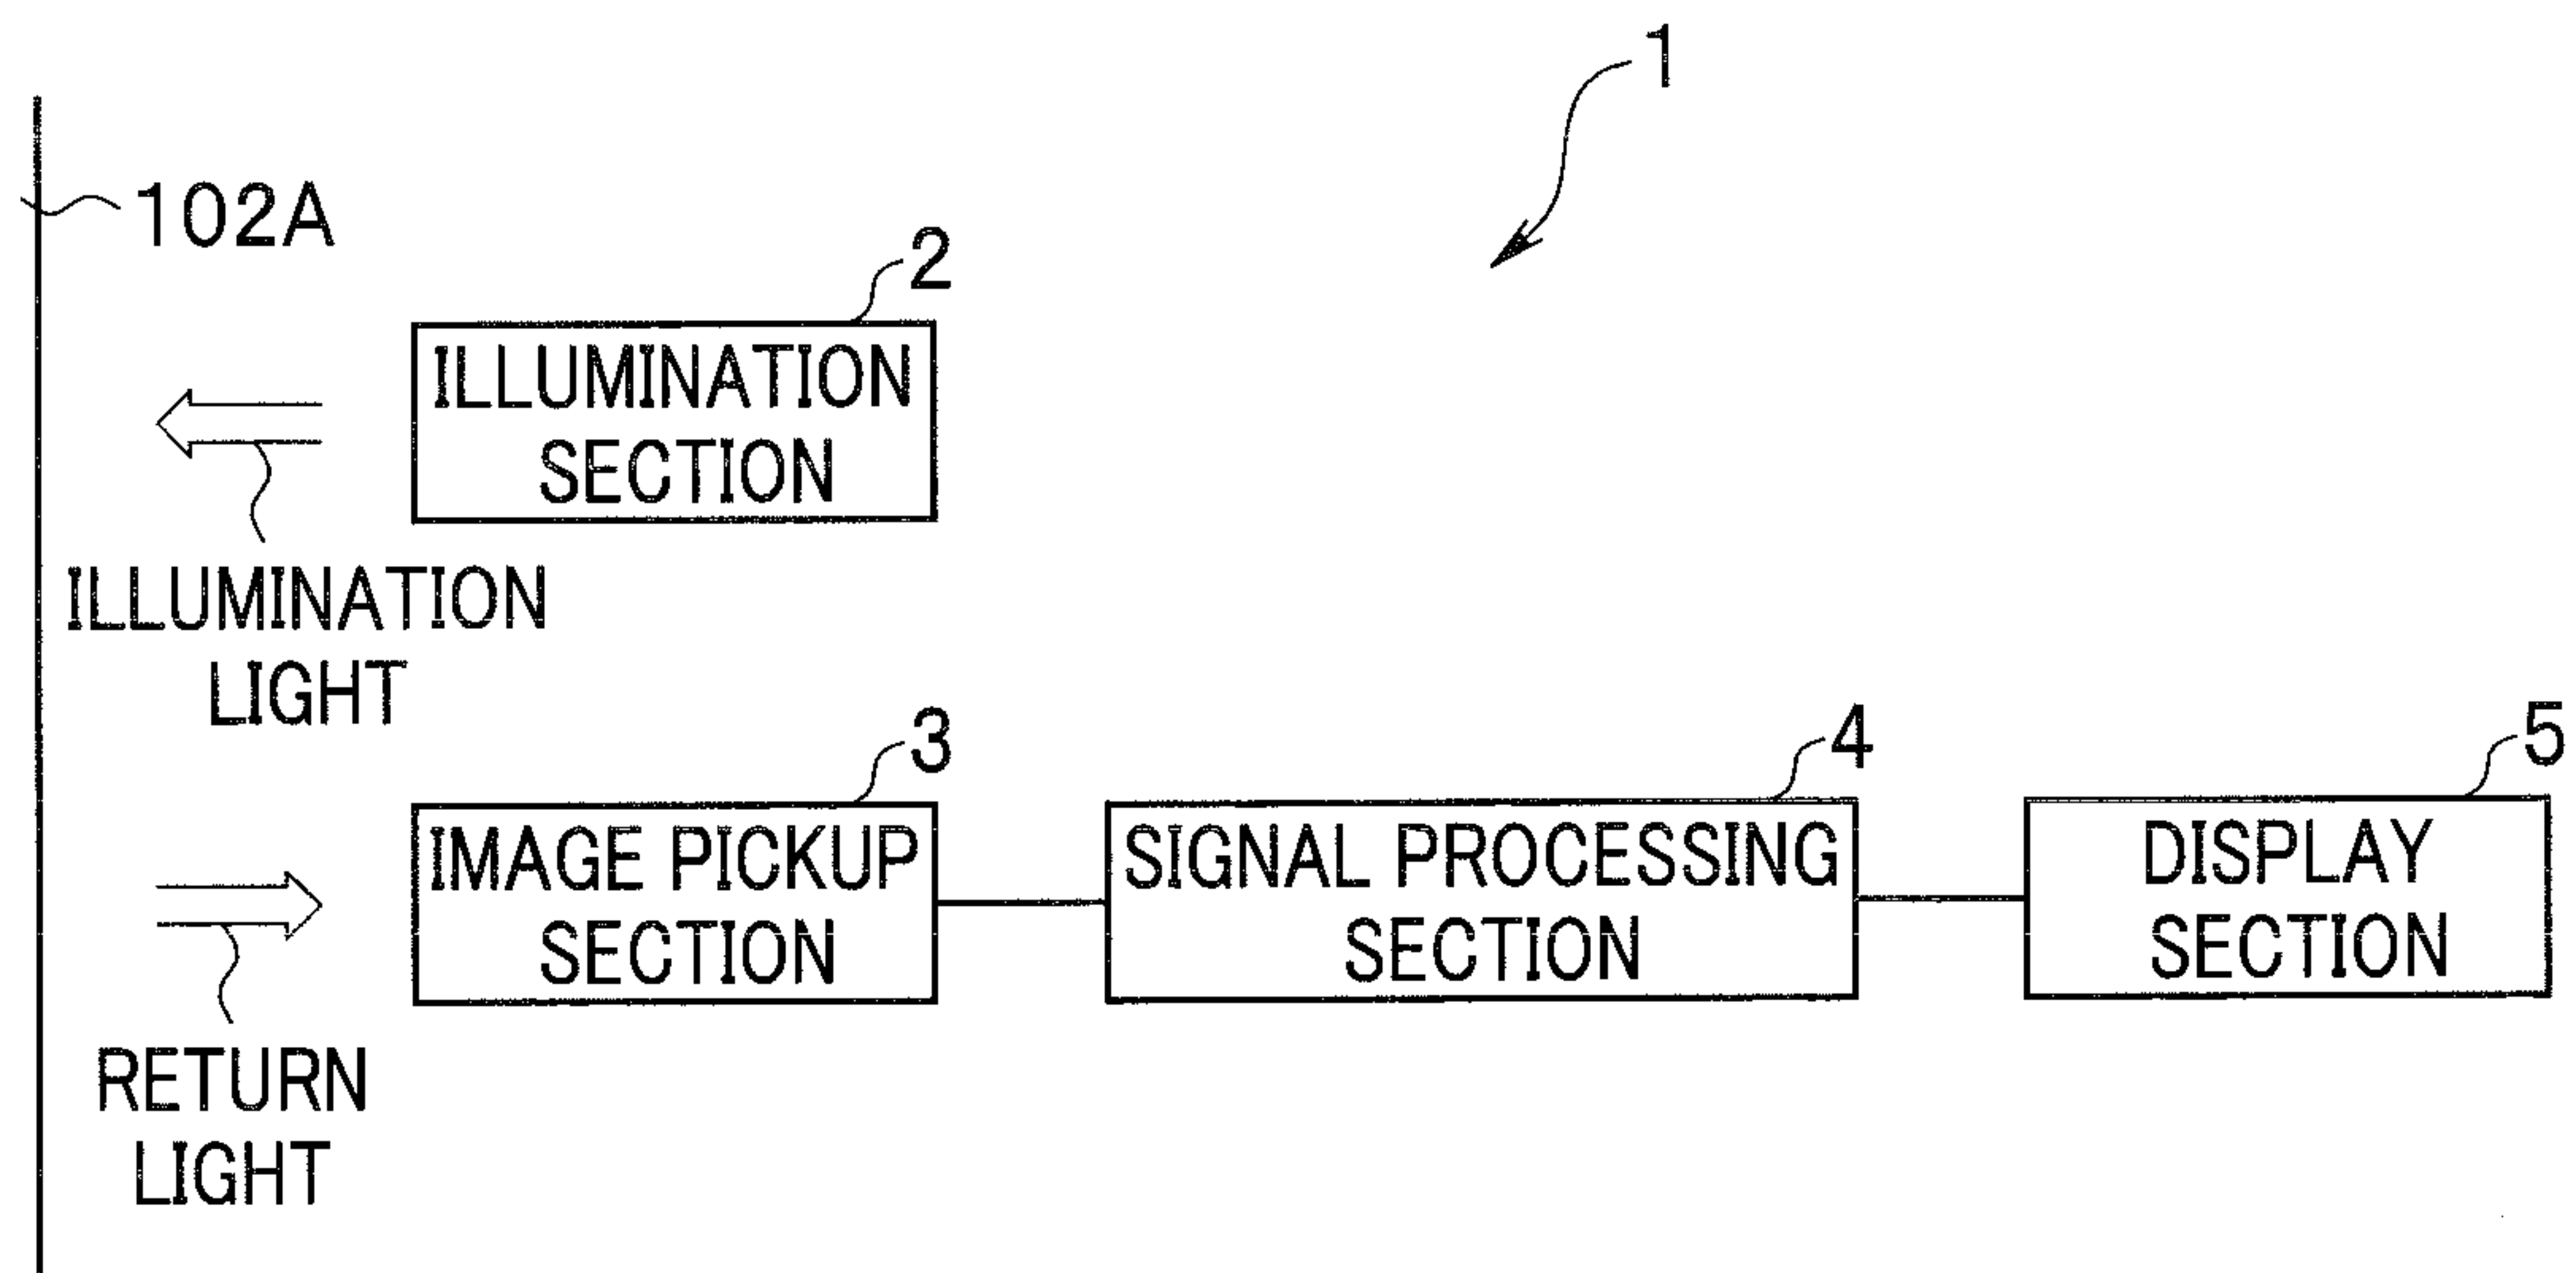 1
102A
2
ILLUMINATION
SECTION
ILLUMINATION
LIGHT
3
IMAGE PICKUP
SECTION
4
SIGNAL PROCESSING
SECTION
5
DISPLAY
SECTION
RETURN
LIGHT